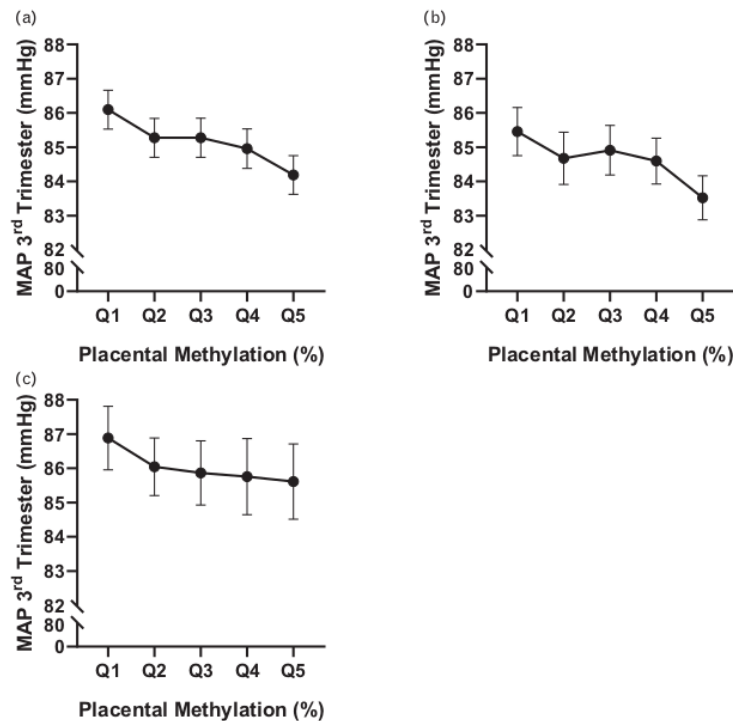 (a)
MAP 3rd Trimester (mmHg)
88
87
86
85
84
83
82
80
0
Q1 Q2 Q3 Q4 Q5
Placental Methylation (%)
(b)
MAP 3rd Trimester (mmHg)
88
87
86
85
84
83
82
80
0
Q1 Q2 Q3 Q4 Q5
Placental Methylation (%)
(c)
MAP 3rd Trimester (mmHg)
88
87
86
85
84
83
82
80
0
Q1 Q2 Q3 Q4 Q5
Placental Methylation (%)